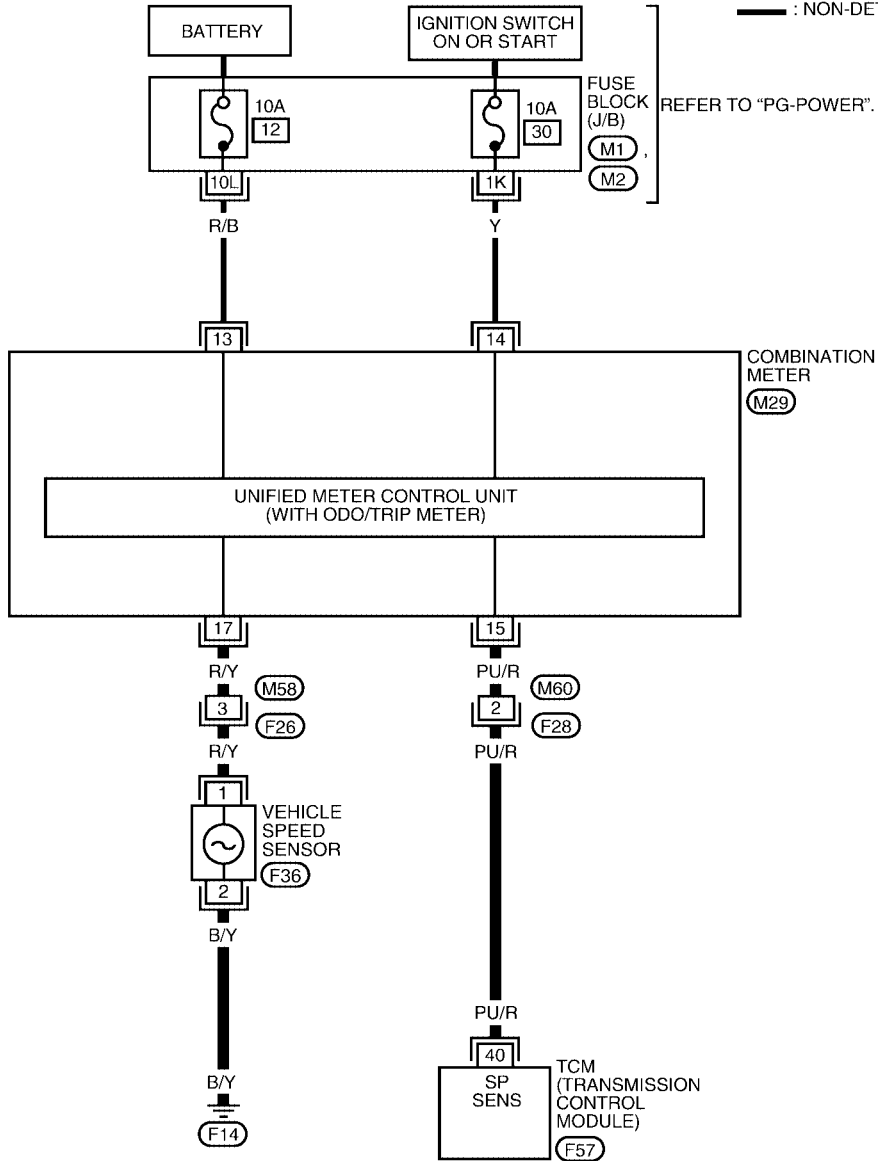 : NON-DET
BATTERY
IGNITION SWITCH
ON OR START
FUSE
BLOCK
(J/B)
REFER TO “PG-POWER”.
10A
12
10A
30
M1 ,
M2
10L
1K
R/B
Y
13
14
COMBINATION
METER
M29
UNIFIED METER CONTROL UNIT
(WITH ODO/TRIP METER)
17
15
R/Y
PU/R
M58
M60
3
2
F26
F28
R/Y
PU/R
1
VEHICLE
SPEED
SENSOR
F36
2
B/Y
PU/R
40
SP
SENS
TCM
(TRANSMISSION
CONTROL
MODULE)
F57
B/Y
F14